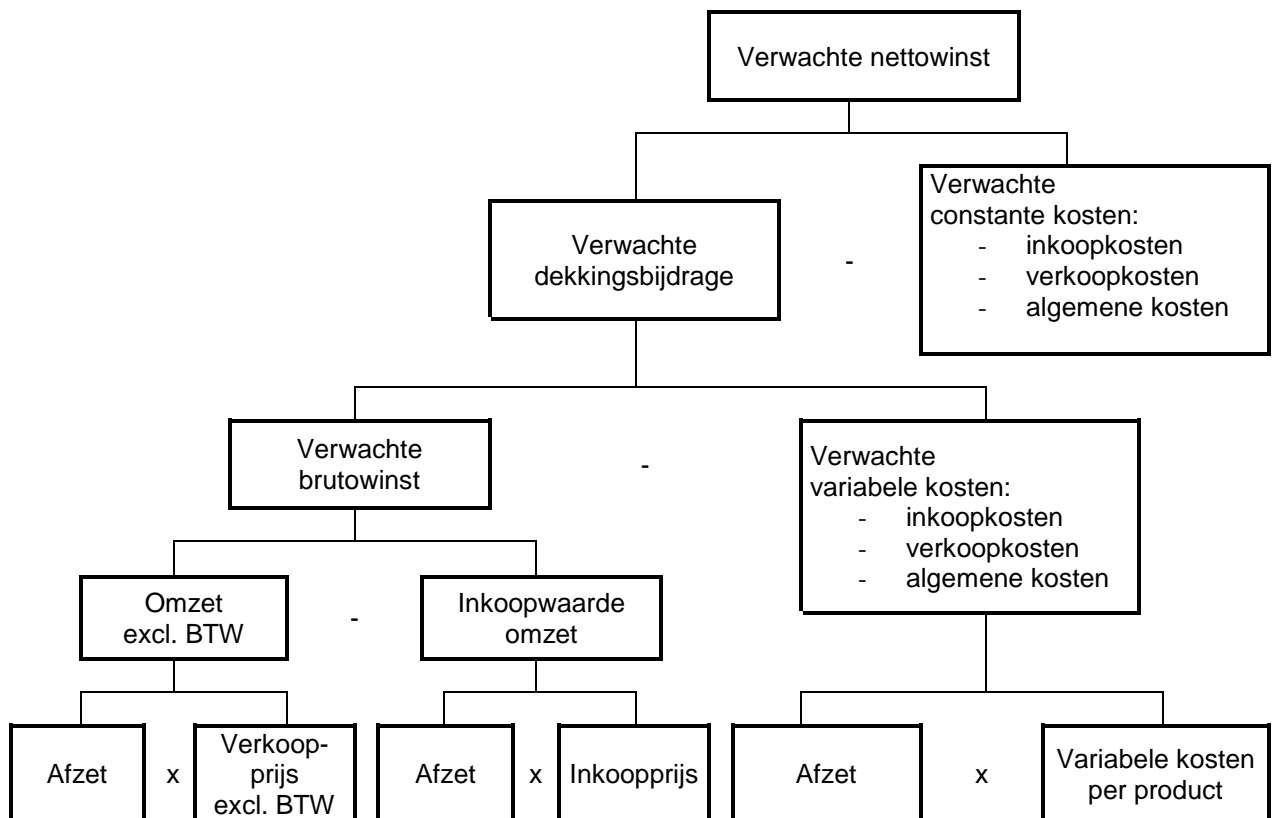 Verwachte nettowinst
Verwachte
dekkingsbijdrage
-
Verwachte
constante kosten:
- inkoopkosten
- verkoopkosten
- algemene kosten
Verwachte
brutowinst
-
Verwachte
variabele kosten:
- inkoopkosten
- verkoopkosten
- algemene kosten
Omzet
excl. BTW
-
Inkoopwaarde
omzet
Afzet
x
Verkoop-
prijs
excl. BTW
Afzet
x
Inkoopprijs
Afzet
x
Variabele kosten
per product